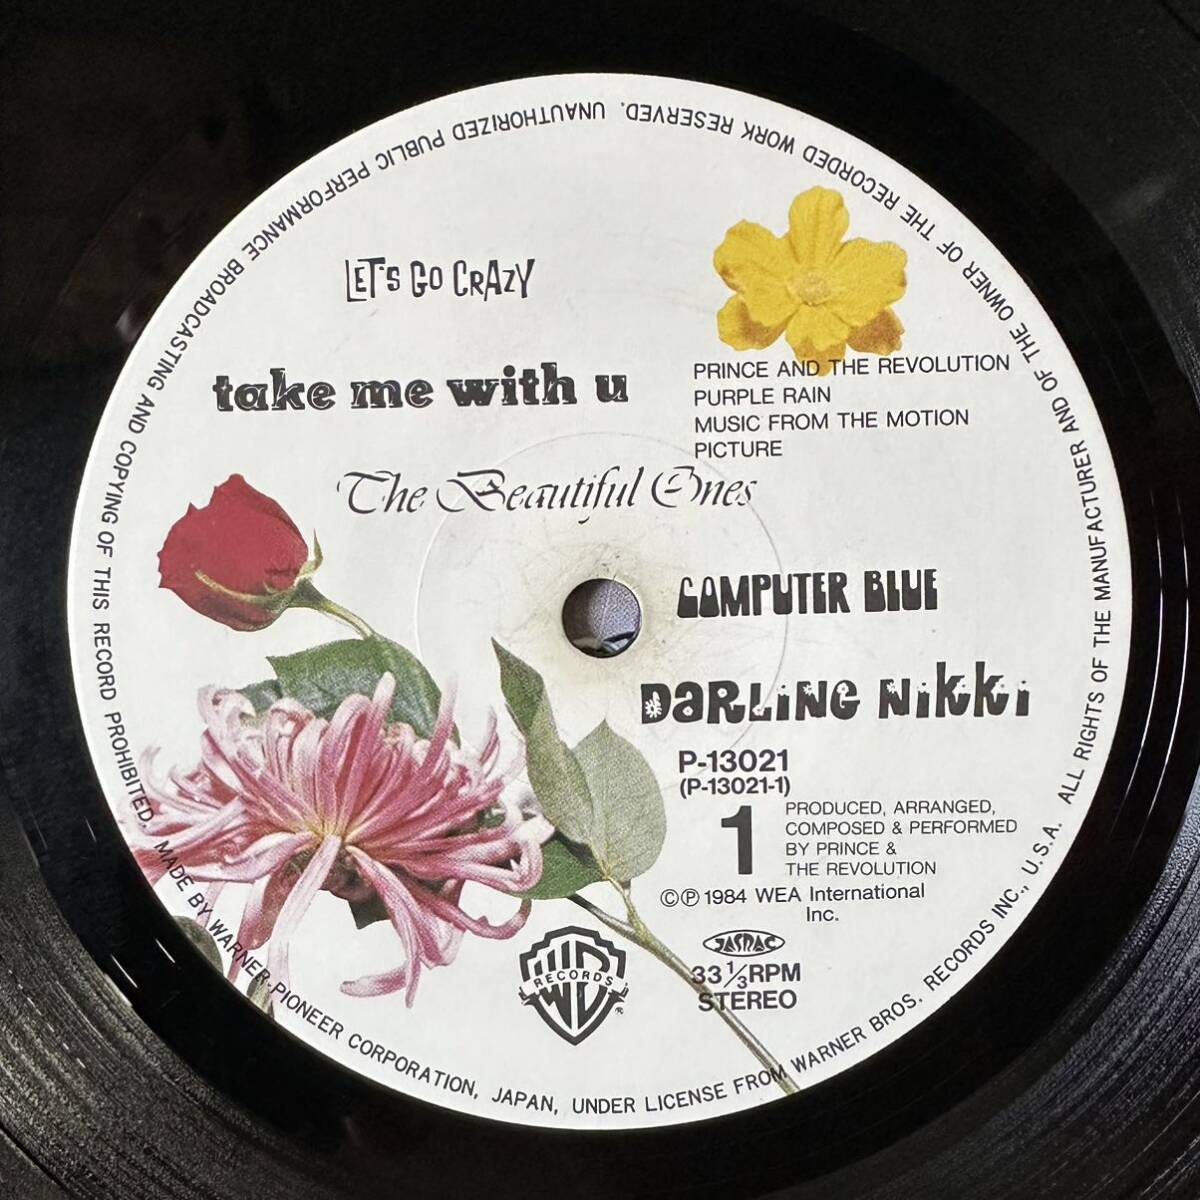 LET'S GO CRAZY
take me with u
The Beautiful Ones
PRINCE AND THE REVOLUTION
PURPLE RAIN
MUSIC FROM THE MOTION
PICTURE
COMPUTER BLUE
DARLING NIKKI
P-13021
(P-13021-1)
1
PRODUCED, ARRANGED,
COMPOSED & PERFORMED
BY PRINCE &
THE REVOLUTION
©℗ 1984 WEA International
Inc.
JASRAC
33 1/3 RPM
STEREO
W
RECORDS
®
ALL RIGHTS OF THE MANUFACTURER AND OF THE OWNER OF THE RECORDED WORK RESERVED. UNAUTHORIZED PUBLIC PERFORMANCE BROADCASTING AND COPYING OF THIS RECORD PROHIBITED. MADE BY WARNER-PIONEER CORPORATION, JAPAN, UNDER LICENSE FROM WARNER BROS. RECORDS INC., U.S.A.